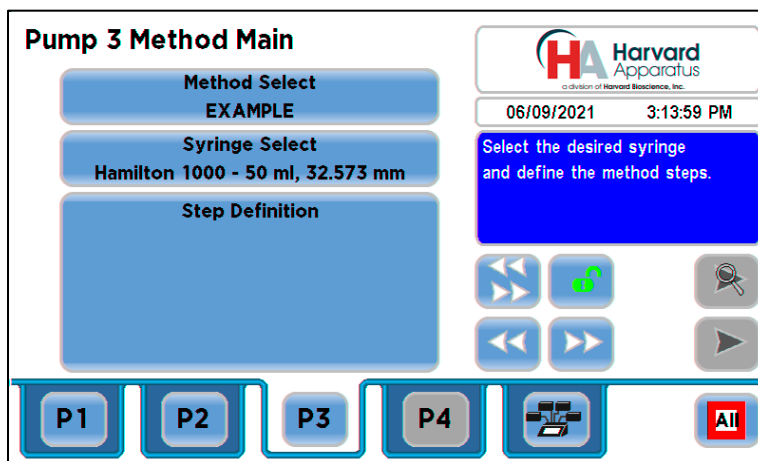 Pump 3 Method Main
Method Select
EXAMPLE
Syringe Select
Hamilton 1000 - 50 ml, 32.573 mm
Step Definition
HA Harvard
Apparatus
a division of Harvard Bioscience, Inc.
06/09/2021 3:13:59 PM
Select the desired syringe
and define the method steps.
P1 P2 P3 P4 All